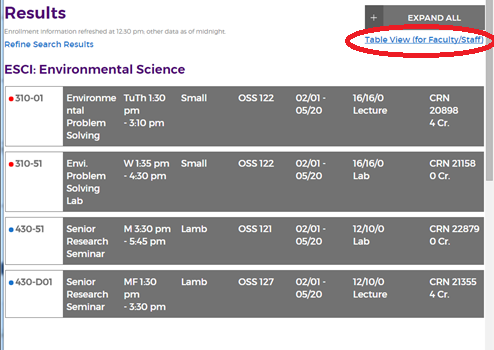 Results
+ EXPAND ALL
Enrollment information refreshed at 12:30 pm, other data as of midnight.
Table View (for Faculty/Staff)
Refine Search Results
ESCI: Environmental Science
310-01 Environme TuTh 1:30 Small OSS 122 02/01 - 16/16/0 CRN
ntal pm 05/20 Lecture 20898
Problem - 3:10 pm 4 Cr.
Solving
310-51 Envi. W 1:35 pm Small OSS 122 02/01 - 16/16/0 CRN 21158
Problem - 4:30 pm 05/20 Lab 0 Cr.
Solving
Lab
430-51 Senior M 3:30 pm Lamb OSS 121 02/01 - 12/10/0 CRN 22879
Research - 5:45 pm 05/20 Lab 0 Cr.
Seminar
430-D01 Senior MF 1:30 Lamb OSS 127 02/01 - 12/10/0 CRN 21355
Research pm 05/20 Lecture 4 Cr.
Seminar - 3:30 pm